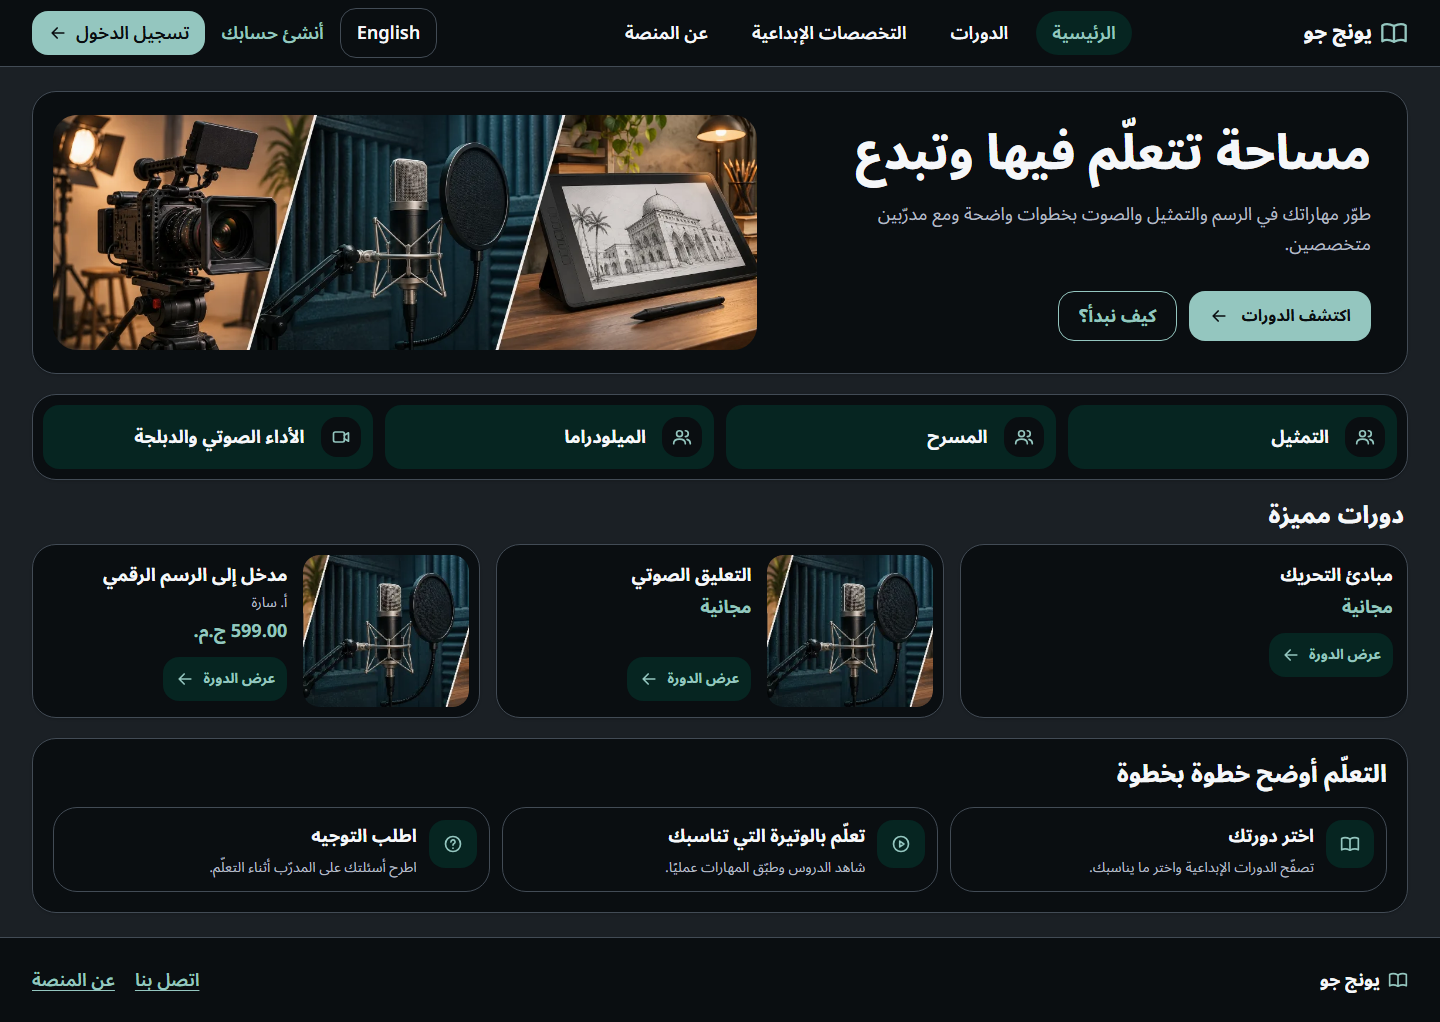 يونج جو
الرئيسية
الدورات
التخصصات الإبداعية
عن المنصة
English
أنشئ حسابك
تسجيل الدخول
مساحة تتعلّم فيها وتبدع
طوّر مهاراتك في الرسم والتمثيل والصوت بخطوات واضحة ومع مدرّبين
متخصصين.
اكتشف الدورات
كيف نبدأ؟
التمثيل
المسرح
الميلودراما
الأداء الصوتي والدبلجة
دورات مميزة
مبادئ التحريك
مجانية
عرض الدورة
التعليق الصوتي
مجانية
عرض الدورة
مدخل إلى الرسم الرقمي
أ. سارة
599.00 ج.م.
عرض الدورة
التعلّم أوضح خطوة بخطوة
اختر دورتك
تصفّح الدورات الإبداعية واختر ما يناسبك.
تعلّم بالوتيرة التي تناسبك
شاهد الدروس وطبّق المهارات عمليًا.
اطلب التوجيه
اطرح أسئلتك على المدرّب أثناء التعلّم.
يونج جو
اتصل بنا
عن المنصة